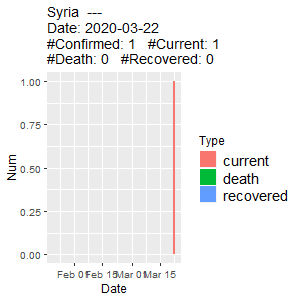 Syria  ---
Date: 2020-03-22
#Confirmed: 1   #Current: 1
#Death: 0   #Recovered: 0
Num
1.00
0.75
0.50
0.25
0.00
Feb 01 Feb 15 Mar 01 Mar 15
Date
Type
current
death
recovered